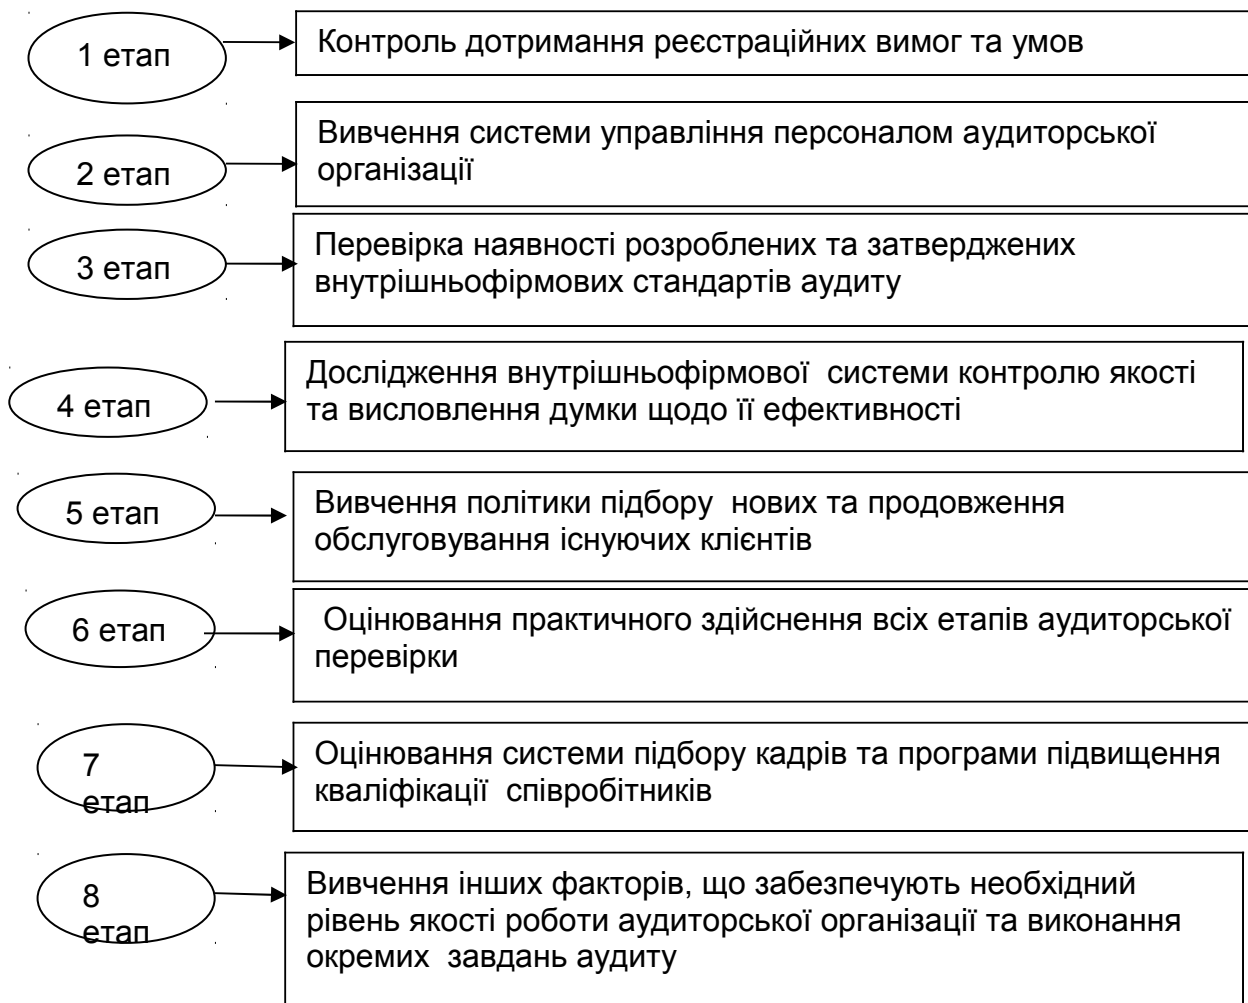 1 етап
Контроль дотримання реєстраційних вимог та умов
2 етап
Вивчення системи управління персоналом аудиторської
організації
3 етап
Перевірка наявності розроблених та затверджених
внутрішньофірмових стандартів аудиту
4 етап
Дослідження внутрішньофірмової системи контролю якості
та висловлення думки щодо її ефективності
5 етап
Вивчення політики підбору нових та продовження
обслуговування існуючих клієнтів
6 етап
Оцінювання практичного здійснення всіх етапів аудиторської
перевірки
7
етап
Оцінювання системи підбору кадрів та програми підвищення
кваліфікації співробітників
8
етап
Вивчення інших факторів, що забезпечують необхідний
рівень якості роботи аудиторської організації та виконання
окремих завдань аудиту